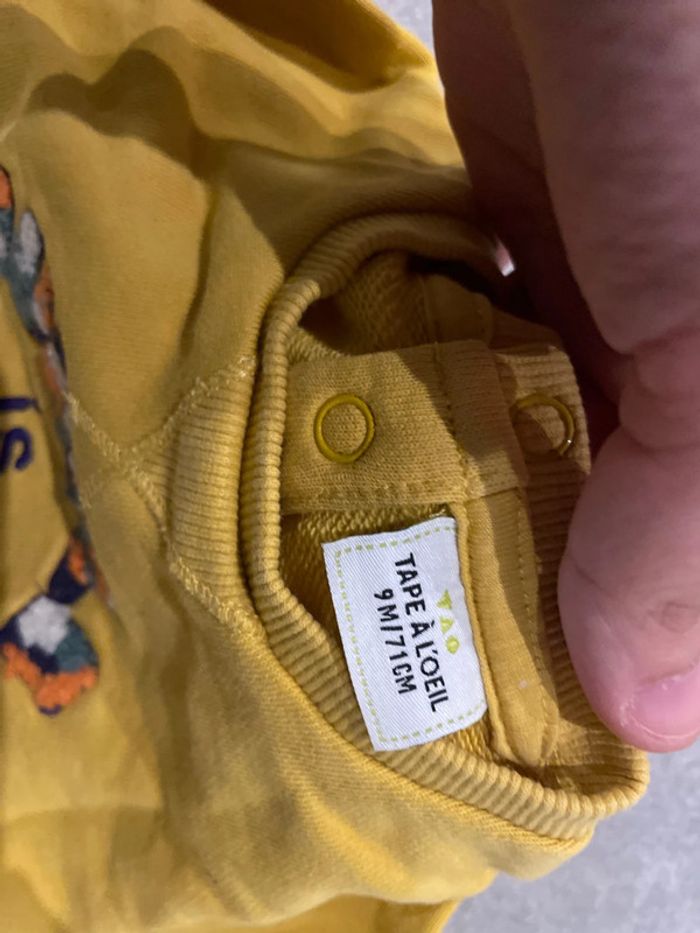 TAO
TAPE À L'OEIL
9M/71CM